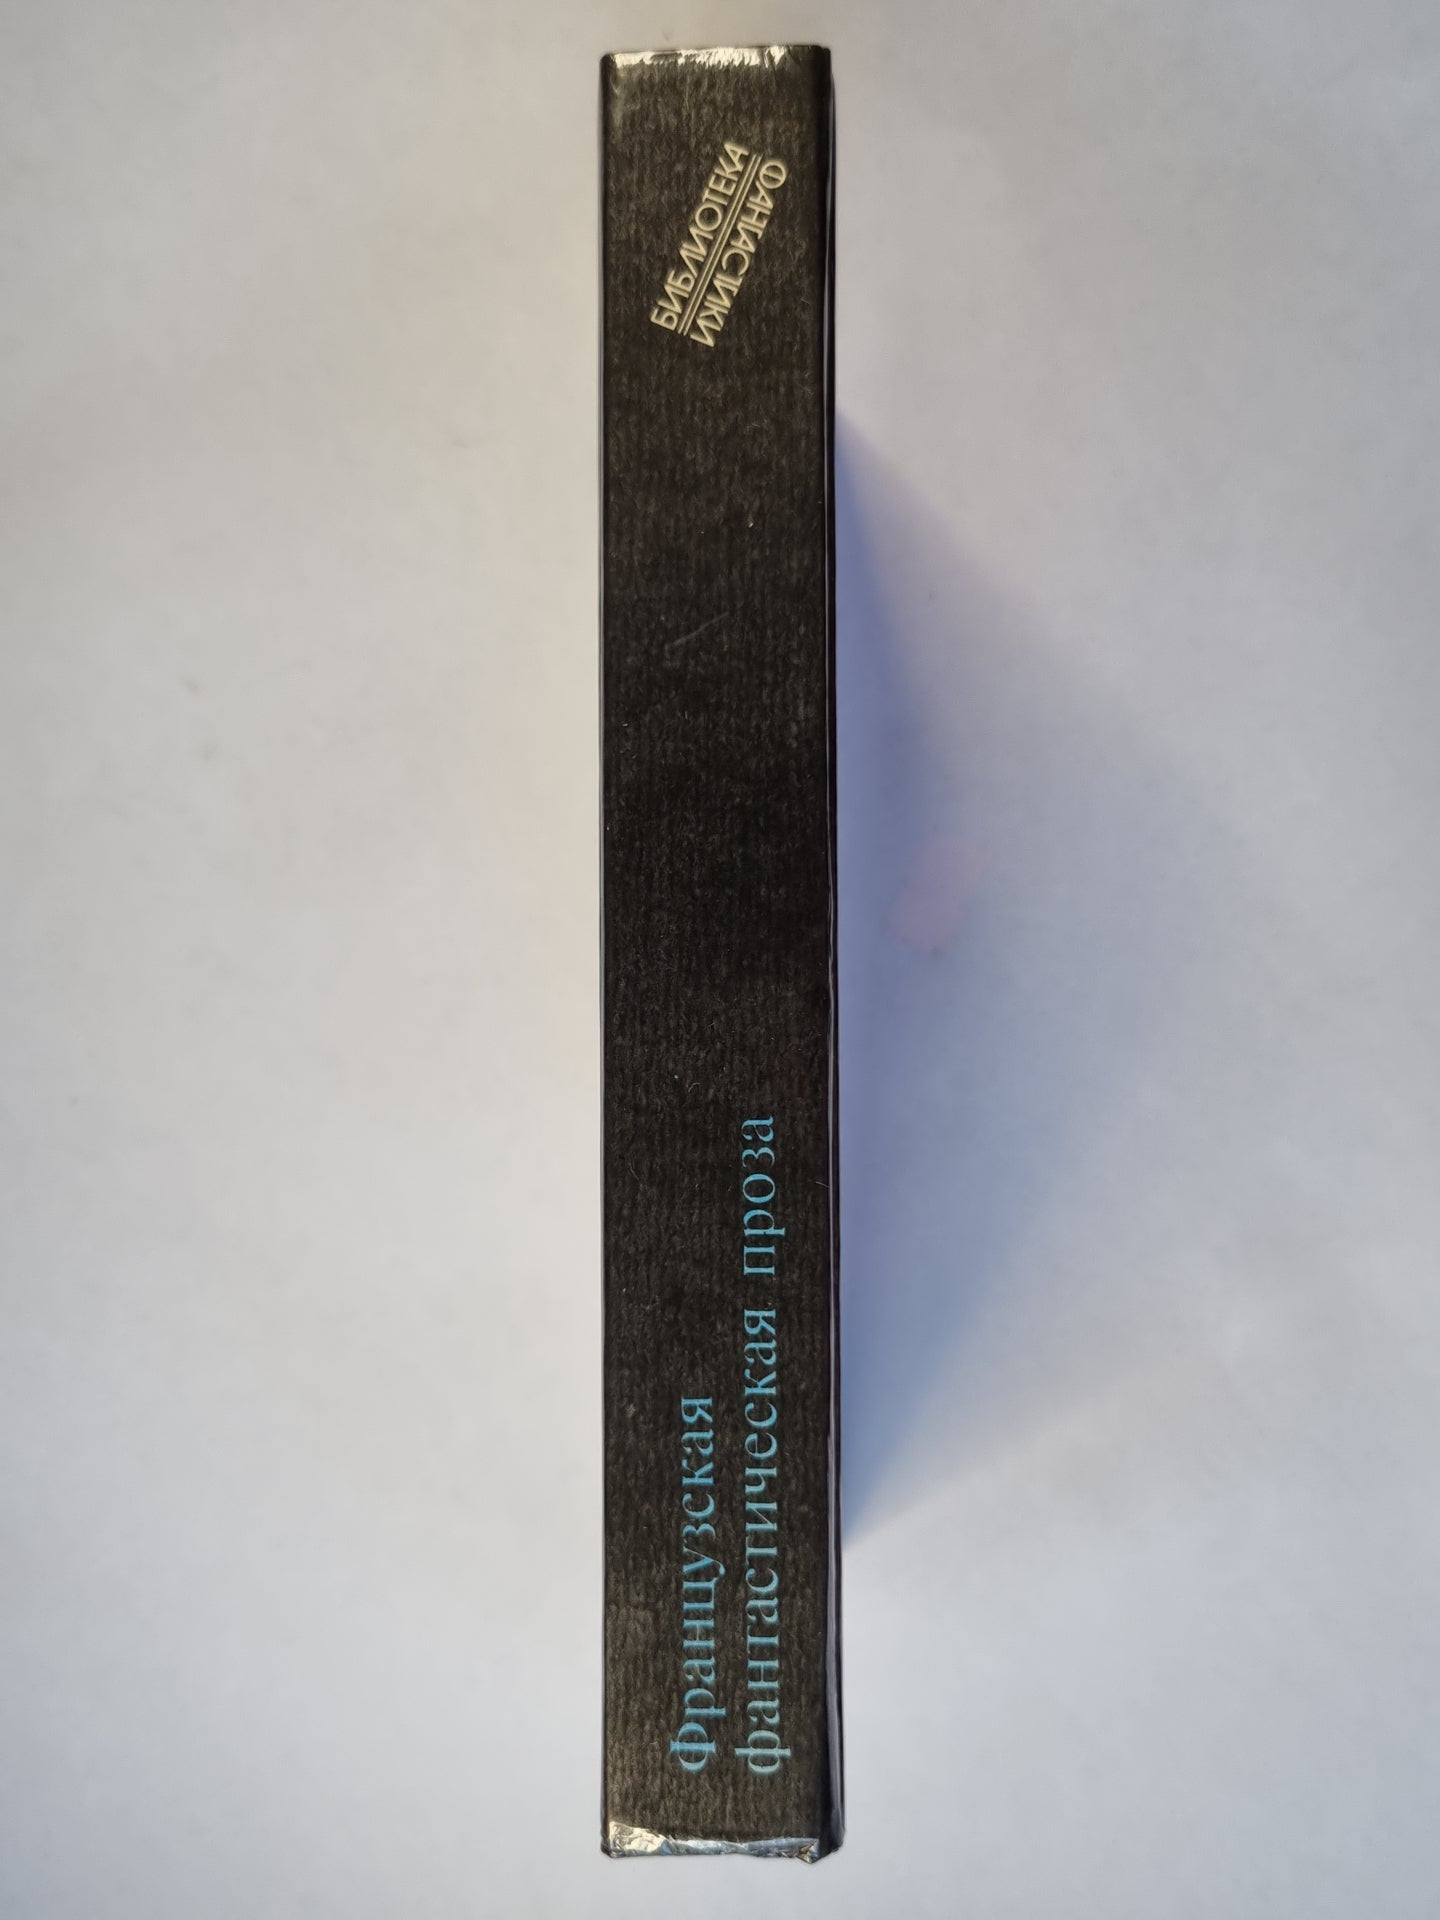 БИБЛИОТЕКА
ФАНТАСТИКИ
Французская
фантастическая проза